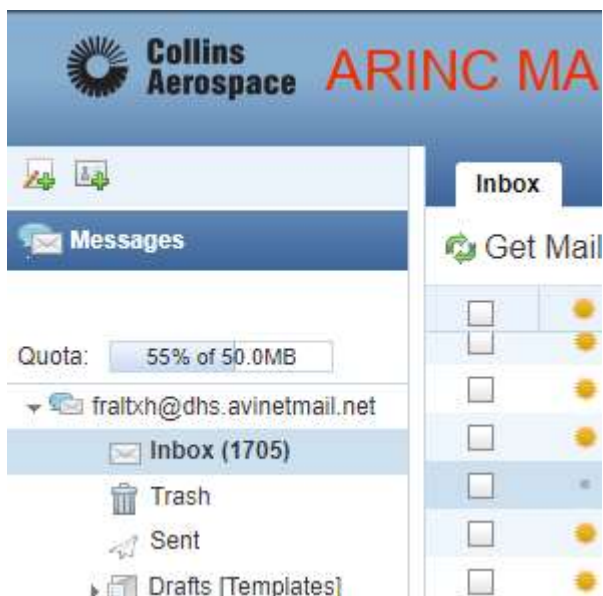 Collins
Aerospace
ARINC MA
Inbox
Messages
Get Mail
Quota: 55% of 50.0MB
fraltxh@dhs.avinetmail.net
Inbox (1705)
Trash
Sent
Drafts [Templates]